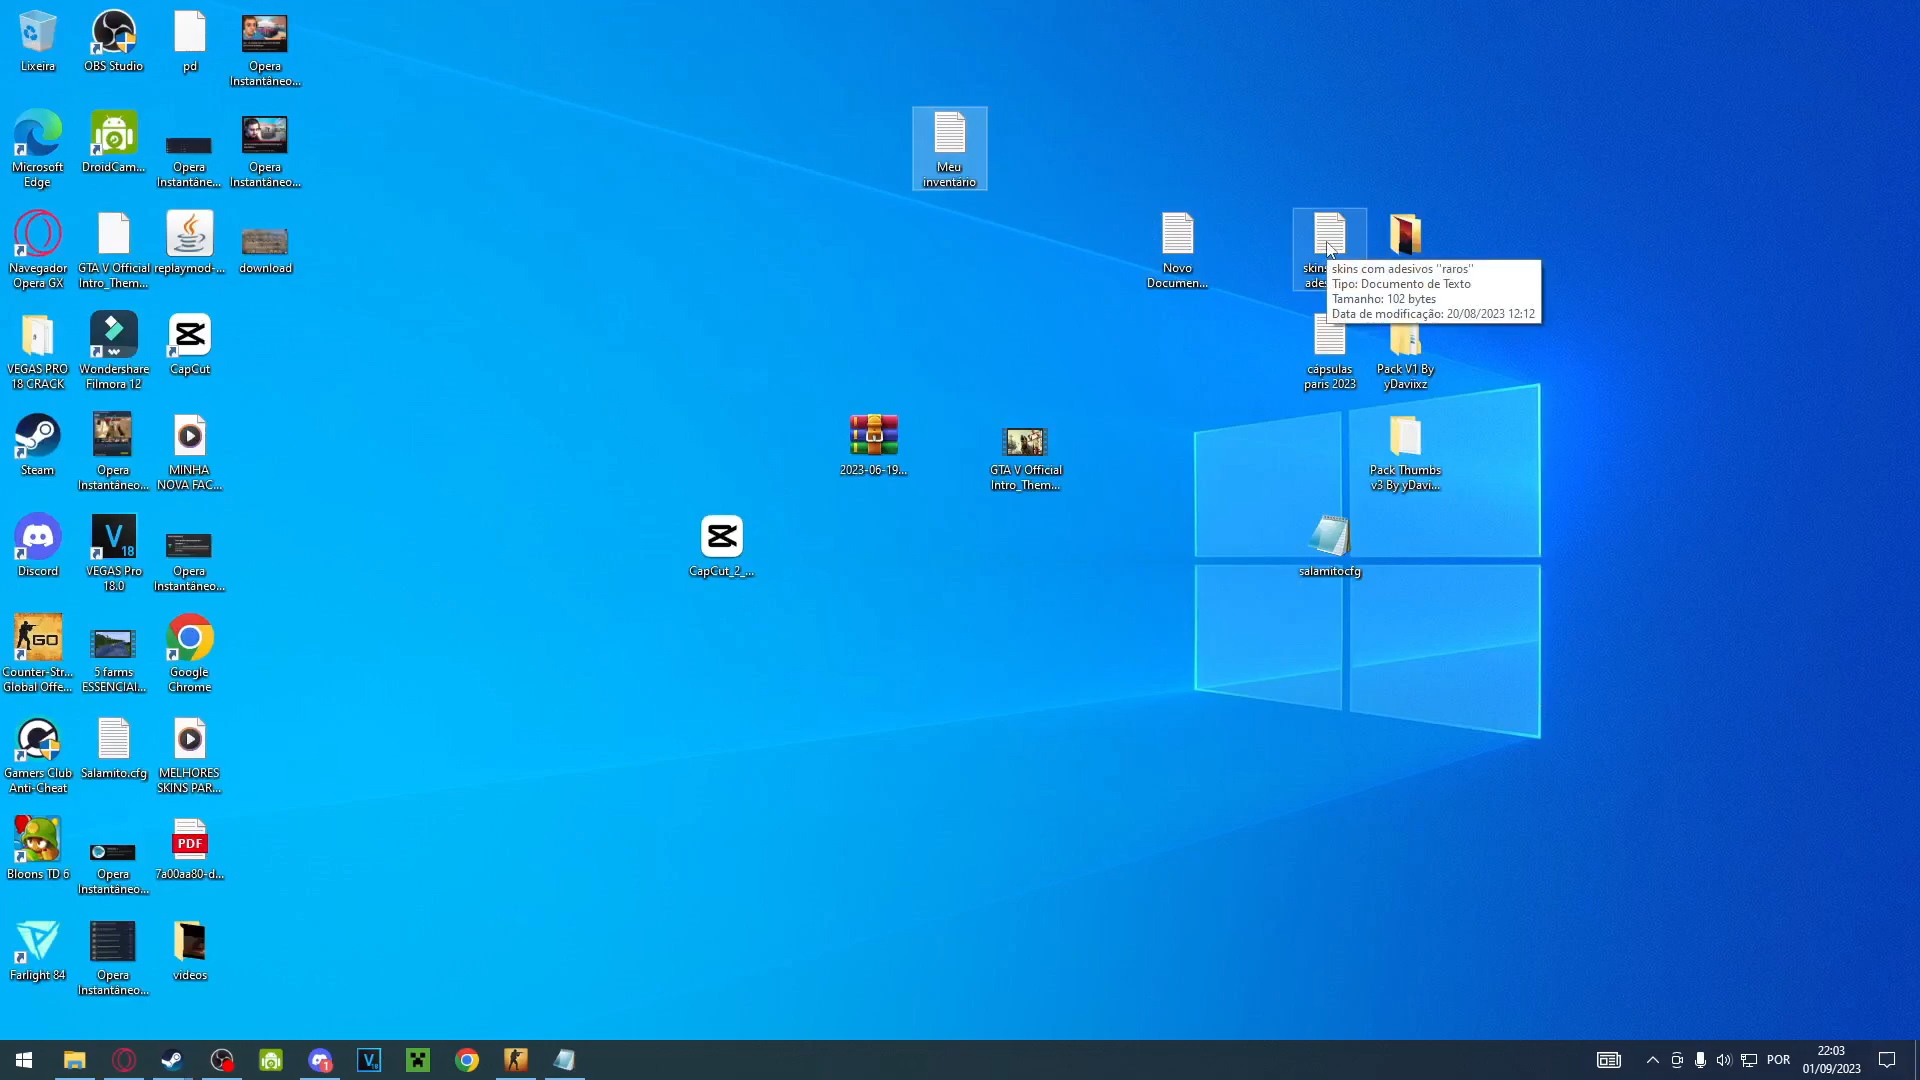 Lixeira
OBS Studio
pd
Opera
Instantâneo...
Microsoft
Edge
DroidCam...
Opera
Instantâne...
Opera
Instantâneo...
Navegador
Opera GX
GTA V Official
Intro_Them...
replaymod-...
download
VEGAS PRO
18 CRACK
Wondershare
Filmora 12
CapCut
Steam
Opera
Instantâneo...
MINHA
NOVA FAC...
Discord
V
18
VEGAS Pro
18.0
Opera
Instantâneo...
GO
Counter-Str...
Global Offe...
5 farms
ESSENCIAI...
Google
Chrome
Gamers Club
Anti-Cheat
Salamito.cfg
MELHORES
SKINS PAR...
Bloons TD 6
Opera
Instantâneo...
PDF
7a00aa80-d...
Farlight 84
Opera
Instantâneo...
videos
Meu
inventário
Novo
Documen...
skins com adesivos "raros"
Tipo: Documento de Texto
Tamanho: 102 bytes
Data de modificação: 20/08/2023 12:12
cápsulas
paris 2023
Pack V1 By
yDaviixz
2023-06-19...
GTA V Official
Intro_Them...
Pack Thumbs
v3 By yDavi...
CapCut_2_...
salamitocfg
1
POR
22:03
01/09/2023